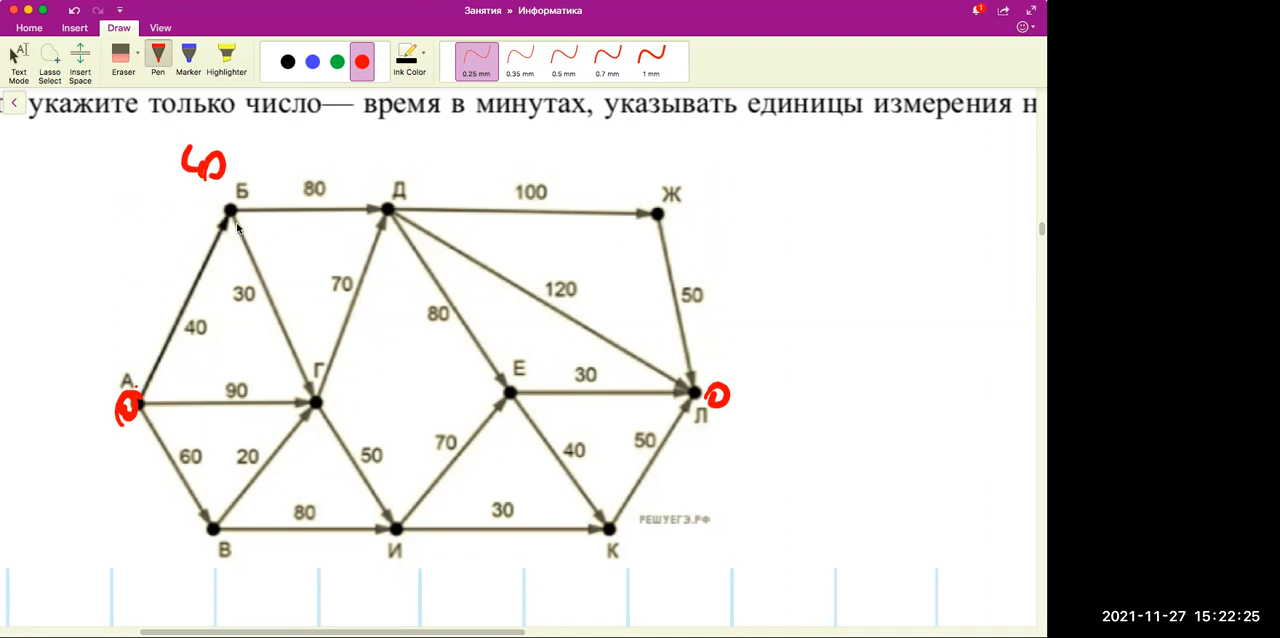 Занятия » Информатика
1
Home Insert Draw View
Text Mode
Lasso Select
Insert Space
Eraser
Pen
Marker
Highlighter
Ink Color
0.25 mm
0.35 mm
0.5 mm
0.7 mm
1 mm
укажите только число— время в минутах, указывать единицы измерения н
40
Б 80 Д 100 Ж
30 70 80 120 50
40
А 90 Г Е 30 Л
0
60 20 50 70 40 50
80 30
РЕШУЕГЭ.РФ
В И К
2021-11-27 15:22:25